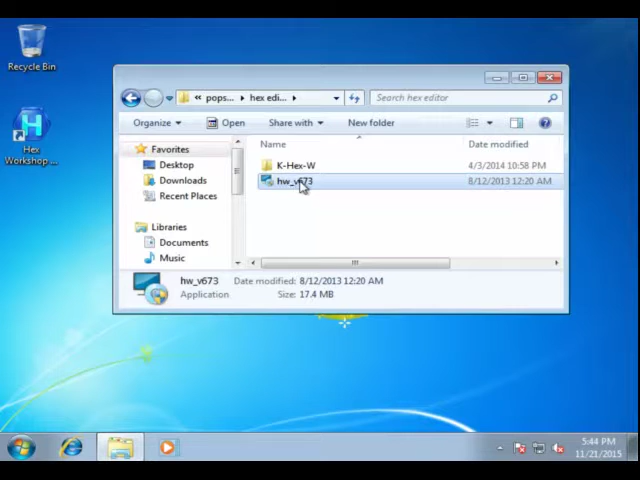 Recycle Bin
Hex
Workshop ...
« pops... ▸ hex edi... ▸
Search hex editor
Organize
Open
Share with
New folder
Name
Date modified
Favorites
Desktop
Downloads
Recent Places
Libraries
Documents
Music
K-Hex-W
4/3/2014 10:58 PM
hw_v673
8/12/2013 12:20 AM
hw_v673
Date modified: 8/12/2013 12:20 AM
Application
Size: 17.4 MB
5:44 PM
11/21/2015